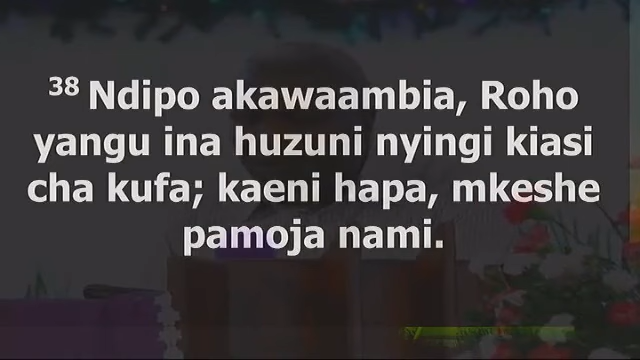 38 Ndipo akawaambia, Roho
yangu ina huzuni nyingi kiasi
cha kufa; kaeni hapa, mkeshe
pamoja nami.